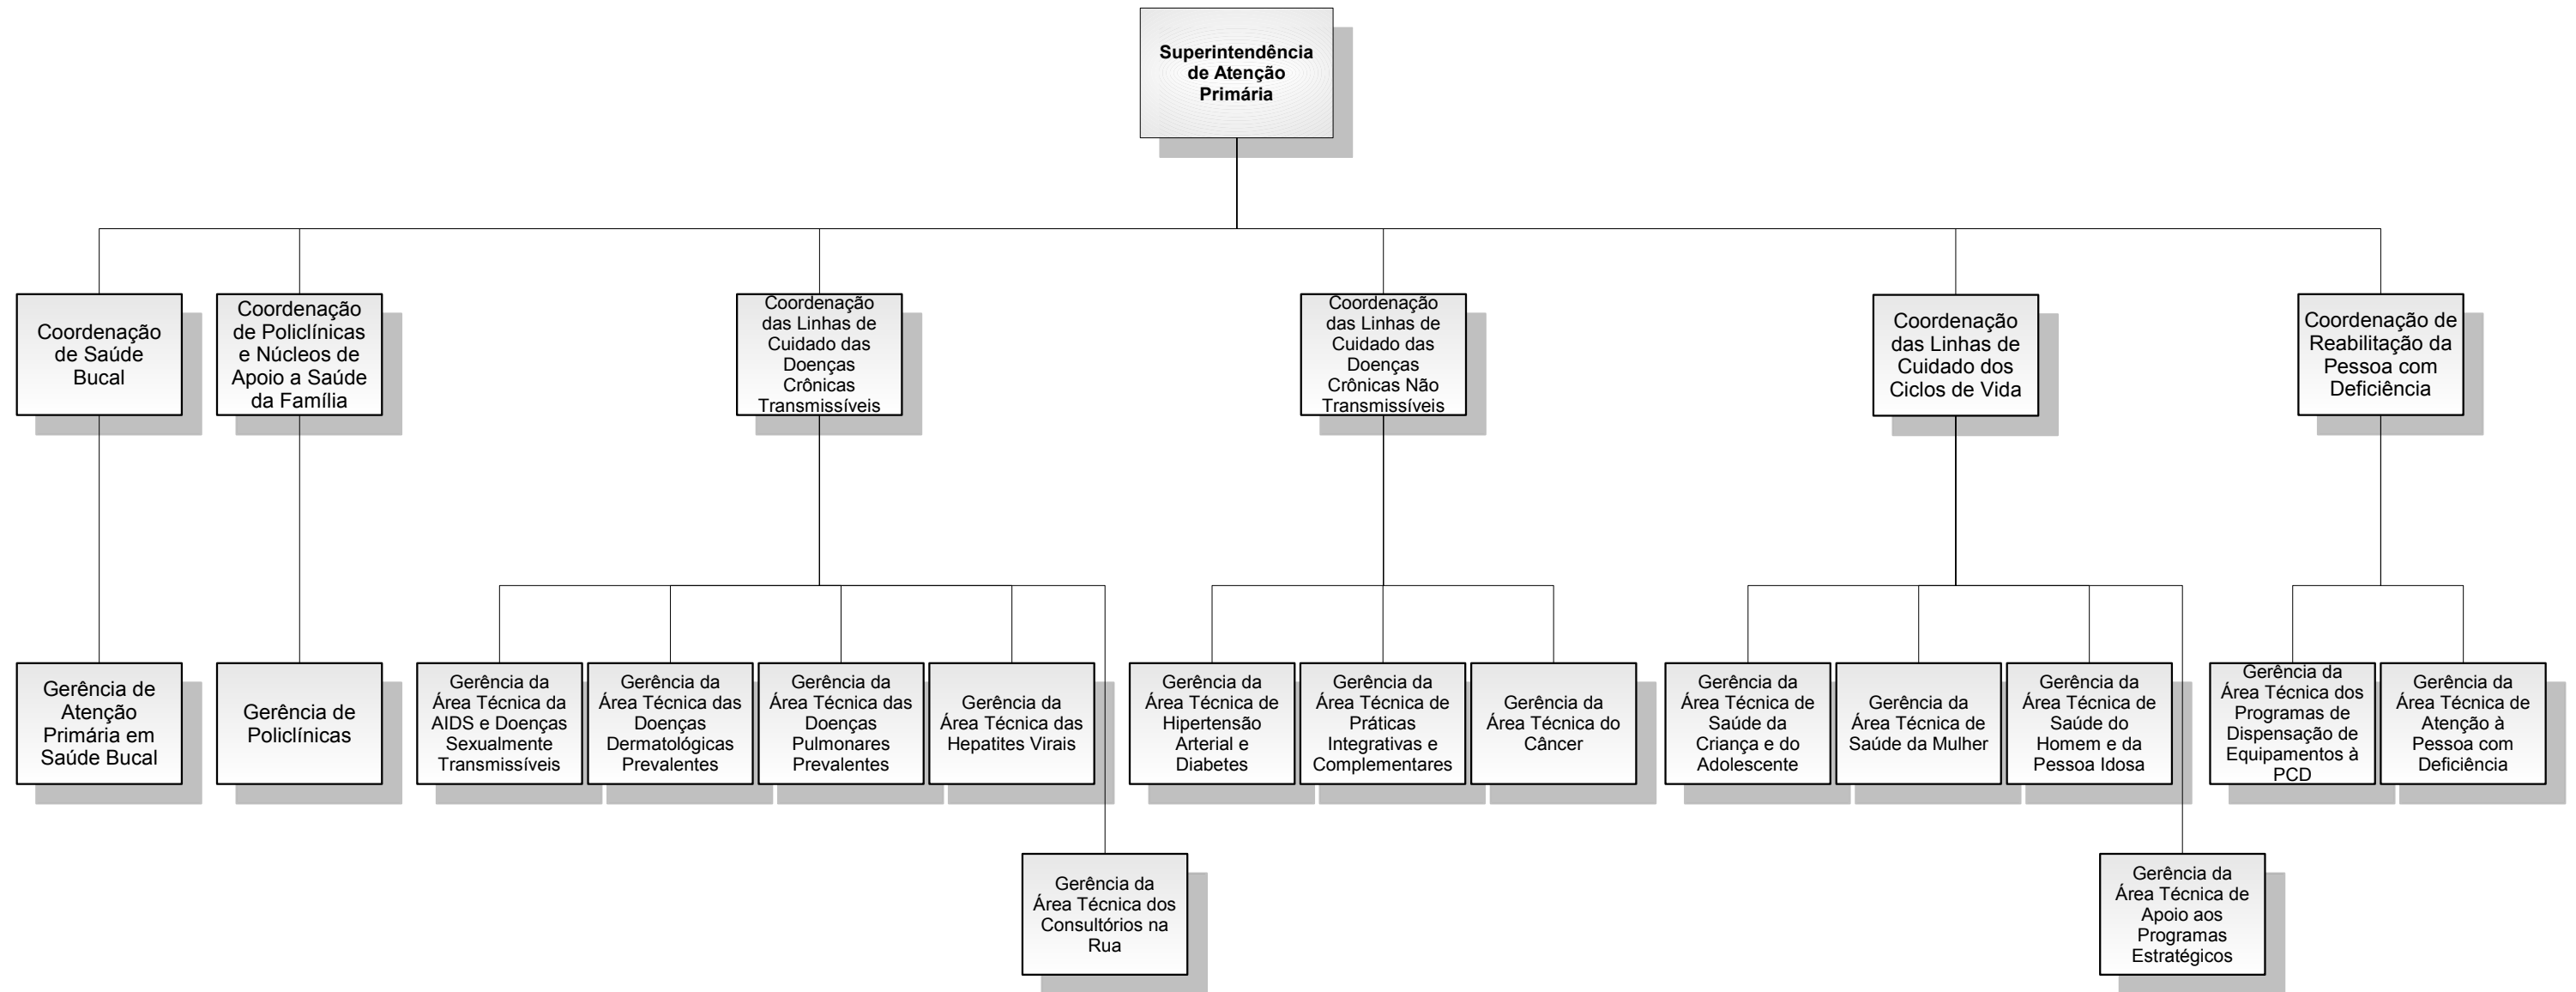 Superintendência
de Atenção
Primária
Coordenação
de Saúde
Bucal
Coordenação
de Policlínicas
e Núcleos de
Apoio a Saúde
da Família
Coordenação
das Linhas de
Cuidado das
Doenças
Crônicas
Transmissíveis
Coordenação
das Linhas de
Cuidado das
Doenças
Crônicas Não
Transmissíveis
Coordenação
das Linhas de
Cuidado dos
Ciclos de Vida
Coordenação de
Reabilitação da
Pessoa com
Deficiência
Gerência de
Atenção
Primária em
Saúde Bucal
Gerência de
Policlínicas
Gerência da
Área Técnica da
AIDS e Doenças
Sexualmente
Transmissíveis
Gerência da
Área Técnica das
Doenças
Dermatológicas
Prevalentes
Gerência da
Área Técnica das
Doenças
Pulmonares
Prevalentes
Gerência da
Área Técnica das
Hepatites Virais
Gerência da
Área Técnica de
Hipertensão
Arterial e
Diabetes
Gerência da
Área Técnica de
Práticas
Integrativas e
Complementares
Gerência da
Área Técnica do
Câncer
Gerência da
Área Técnica de
Saúde da
Criança e do
Adolescente
Gerência da
Área Técnica de
Saúde da Mulher
Gerência da
Área Técnica de
Saúde do
Homem e da
Pessoa Idosa
Gerência da
Área Técnica dos
Programas de
Dispensação de
Equipamentos à
PCD
Gerência da
Área Técnica de
Atenção à
Pessoa com
Deficiência
Gerência da
Área Técnica dos
Consultórios na
Rua
Gerência da
Área Técnica de
Apoio aos
Programas
Estratégicos